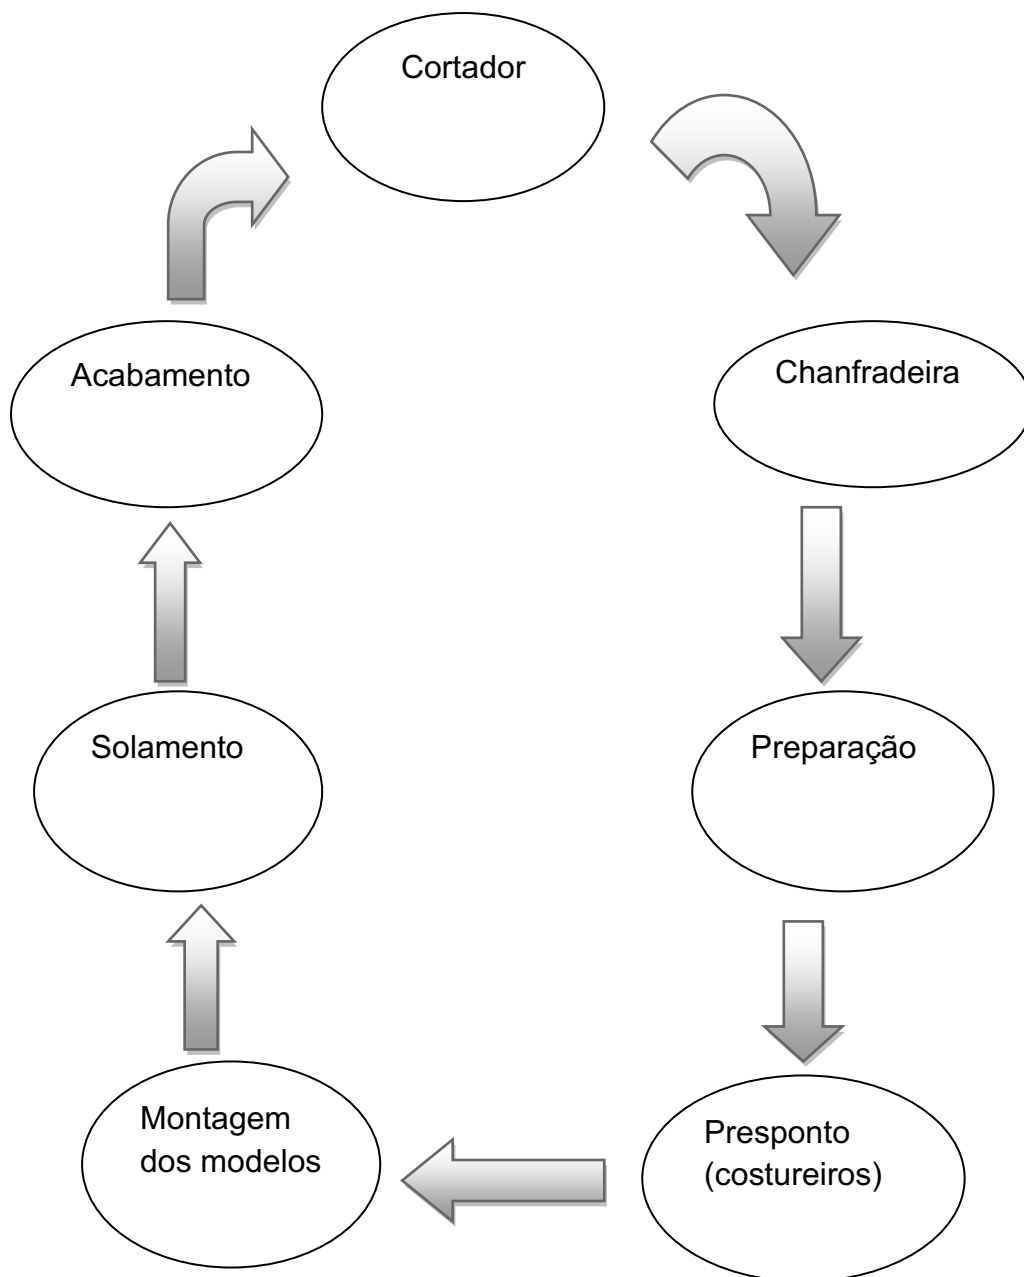 Cortador
Chanfradeira
Preparação
Presponto
(costureiros)
Montagem
dos modelos
Solamento
Acabamento